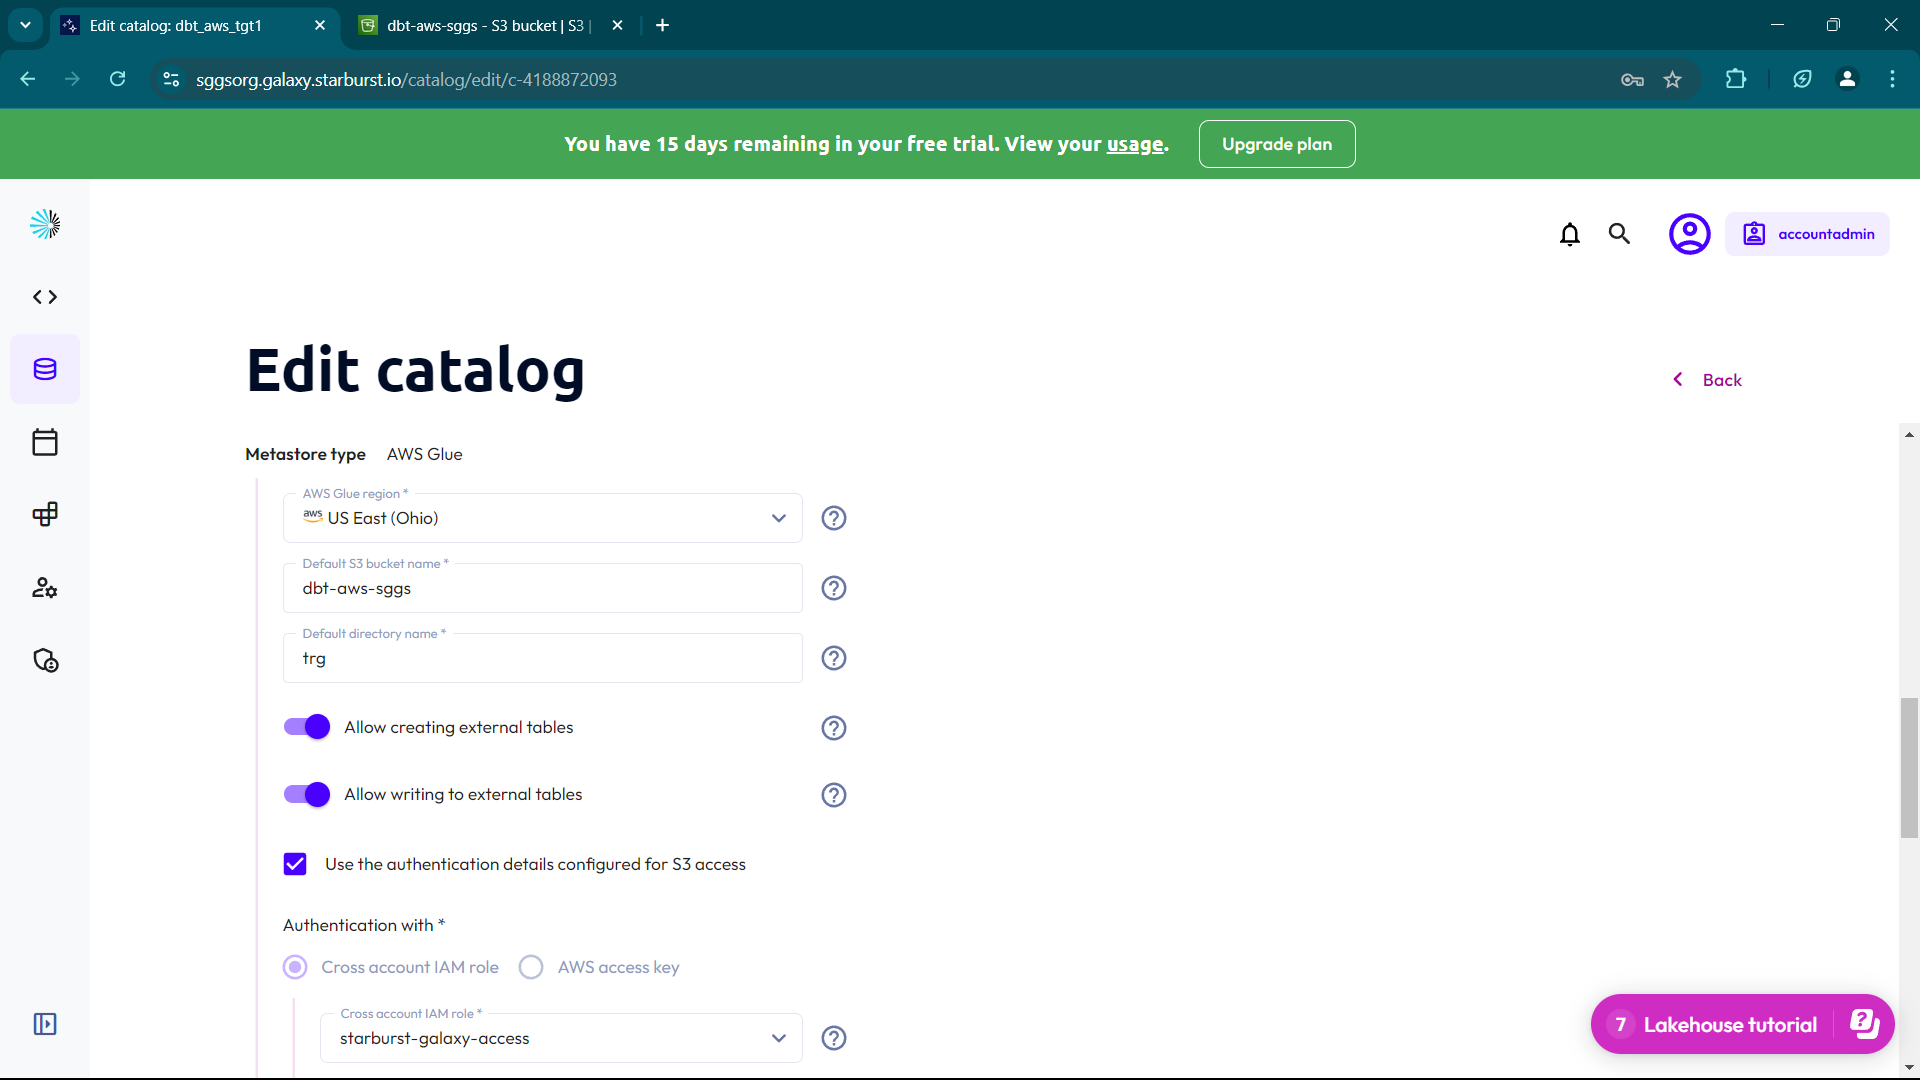 Edit catalog: dbt_aws_tgt1
dbt-aws-sggs - S3 bucket | S3 |
sggsorg.galaxy.starburst.io/catalog/edit/c-4188872093
You have 15 days remaining in your free trial. View your usage.
Upgrade plan
accountadmin
Edit catalog
Back
Metastore type AWS Glue
AWS Glue region *
aws US East (Ohio)
Default S3 bucket name *
dbt-aws-sggs
Default directory name *
trg
Allow creating external tables
Allow writing to external tables
Use the authentication details configured for S3 access
Authentication with *
Cross account IAM role
AWS access key
Cross account IAM role *
starburst-galaxy-access
7 Lakehouse tutorial